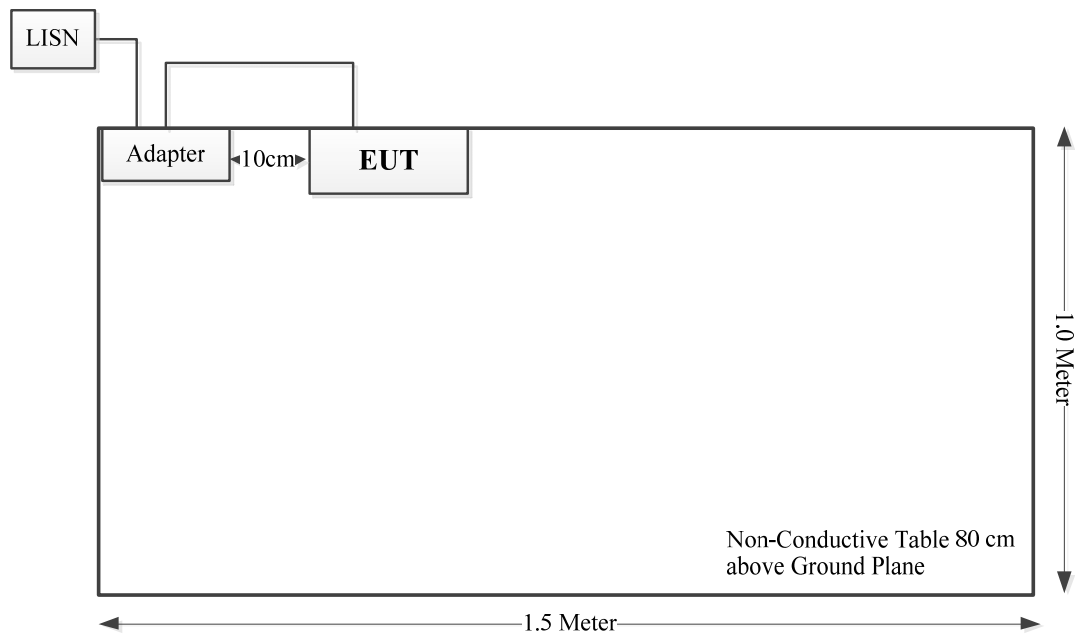 LISN
Adapter
10cm
EUT
1.0 Meter
Non-Conductive Table 80 cm
above Ground Plane
1.5 Meter